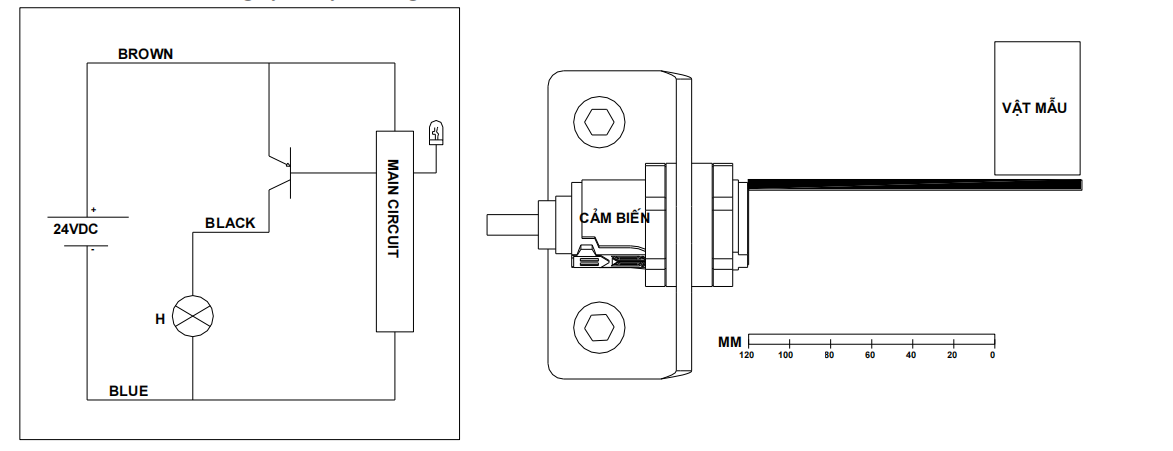 BROWN
+
24VDC
-
BLACK
MAIN CIRCUIT
H
BLUE
VẬT MẪU
CẢM BIẾN
MM
120 100 80 60 40 20 0